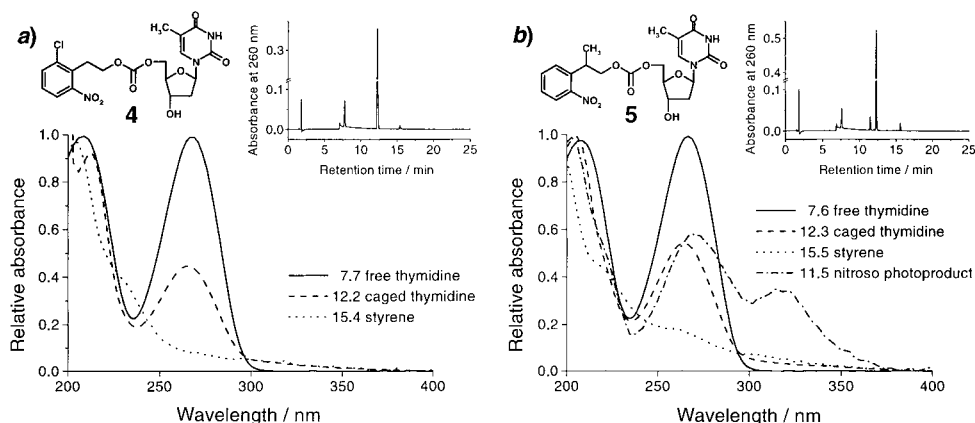 a)
Cl
NO₂
O
O
O
4
H₃C
O
NH
N
O
O
OH
Absorbance at 260 nm
0.3
0.1
0.0
0 5 10 15 20 25
Retention time / min
Relative absorbance
1.0
0.8
0.6
0.4
0.2
0.0
7.7 free thymidine
12.2 caged thymidine
15.4 styrene
200 250 300 350 400
Wavelength / nm
b)
CH₃
NO₂
O
O
O
5
H₃C
O
NH
N
O
O
OH
Absorbance at 260 nm
0.5
0.1
0.0
0 5 10 15 20 25
Retention time / min
Relative absorbance
1.0
0.8
0.6
0.4
0.2
0.0
7.6 free thymidine
12.3 caged thymidine
15.5 styrene
11.5 nitroso photoproduct
200 250 300 350 400
Wavelength / nm